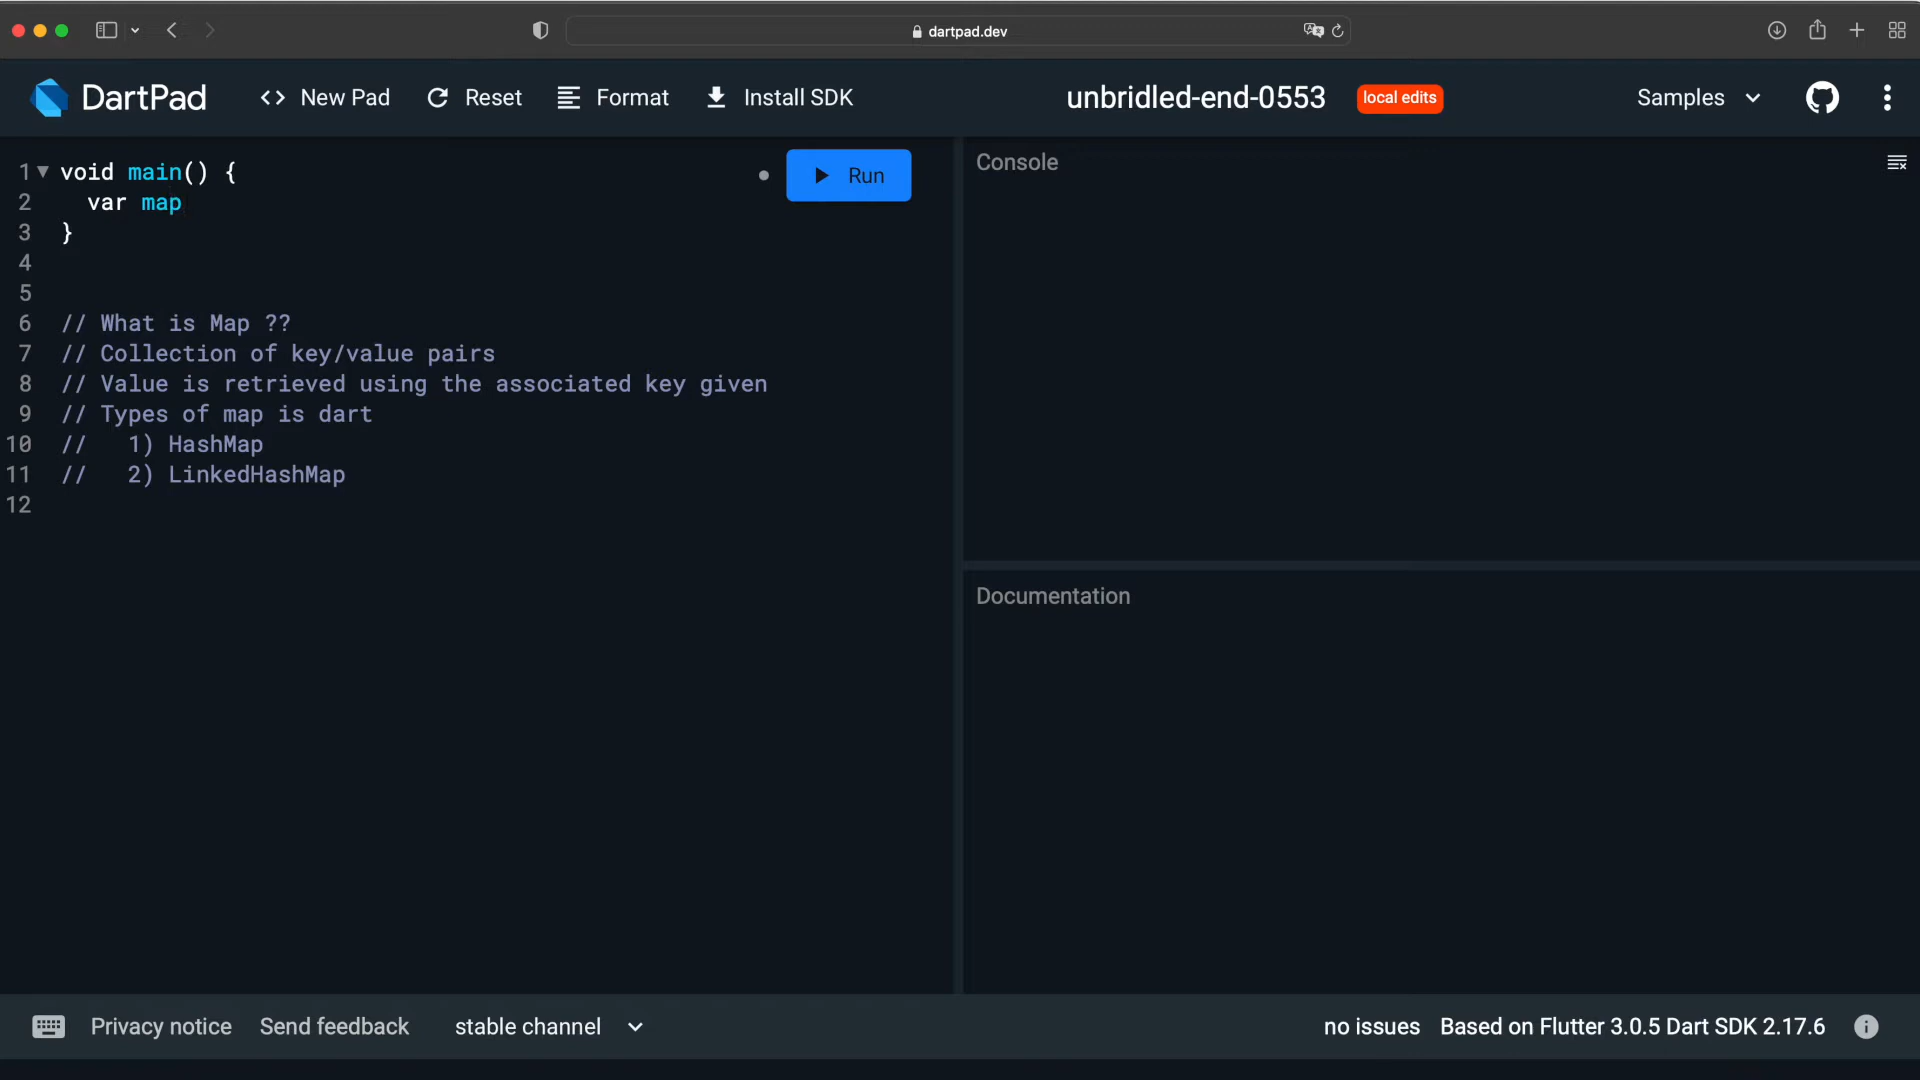 dartpad.dev
DartPad
<> New Pad
Reset
Format
Install SDK
unbridled-end-0553
local edits
Samples
1 void main() {
2   var map
3 }
4
5
6 // What is Map ??
7 // Collection of key/value pairs
8 // Value is retrieved using the associated key given
9 // Types of map is dart
10 //   1) HashMap
11 //   2) LinkedHashMap
12
Run
Console
Documentation
Privacy notice
Send feedback
stable channel
no issues
Based on Flutter 3.0.5 Dart SDK 2.17.6